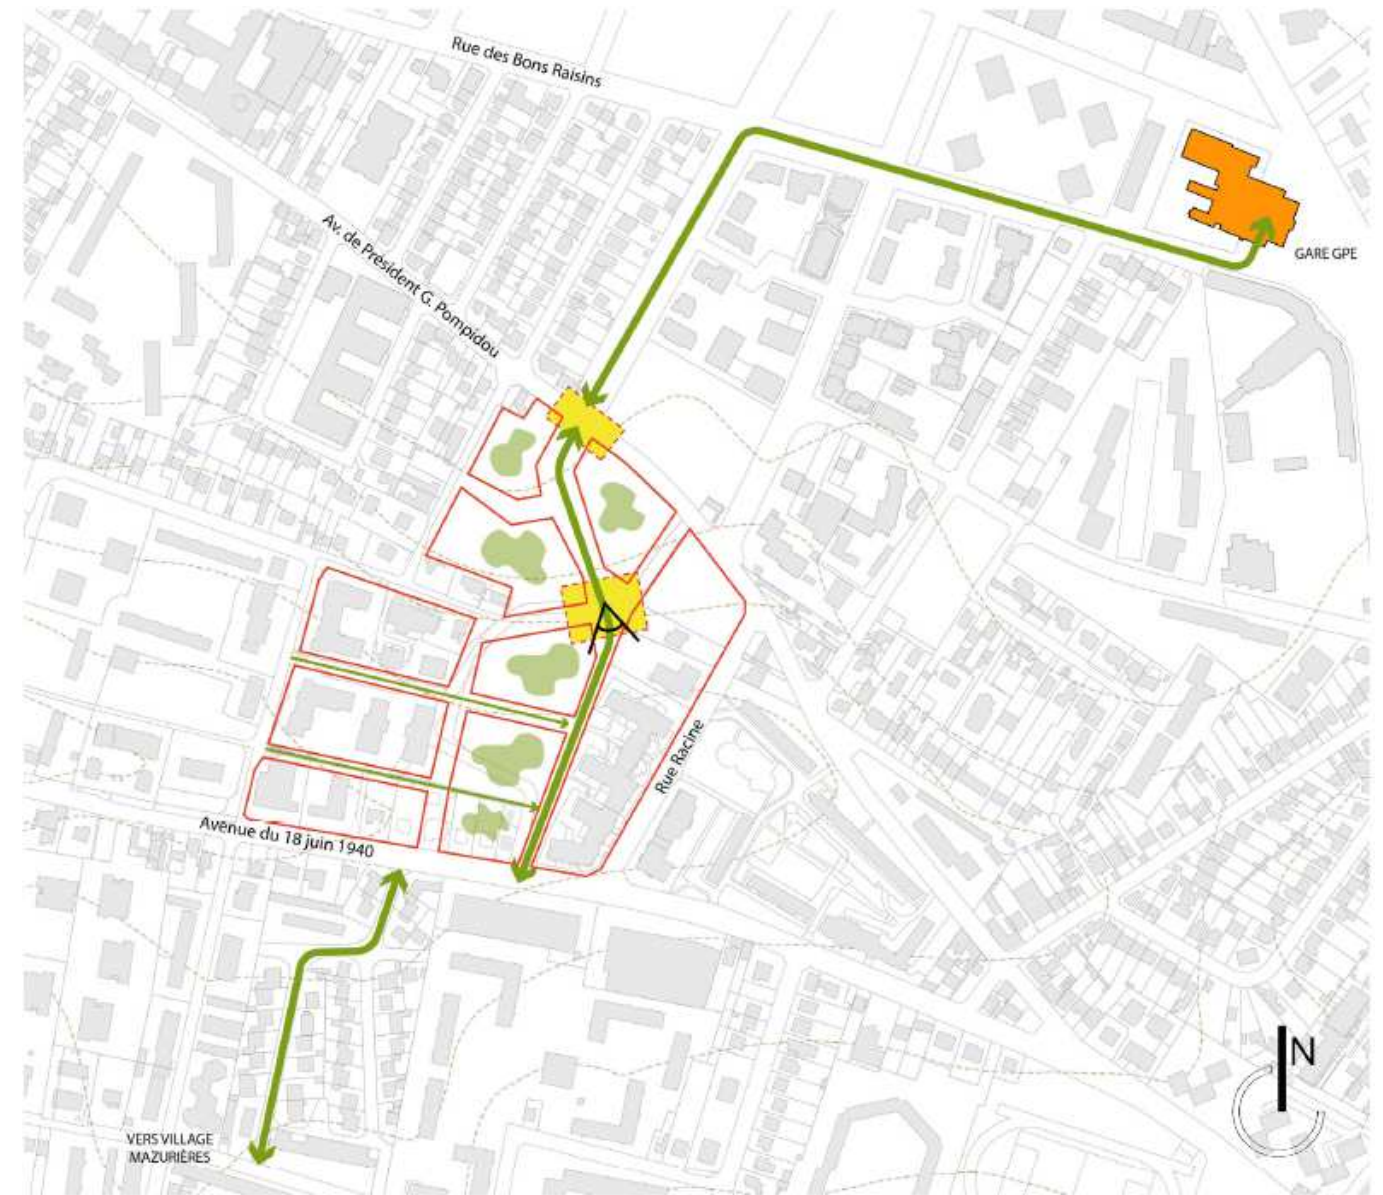 Rue des Bons Raisins
Av. de Président G. Pompidou
GARE GPE
Rue Racine
Avenue du 18 juin 1940
N
VERS VILLAGE
MAZURIÈRES